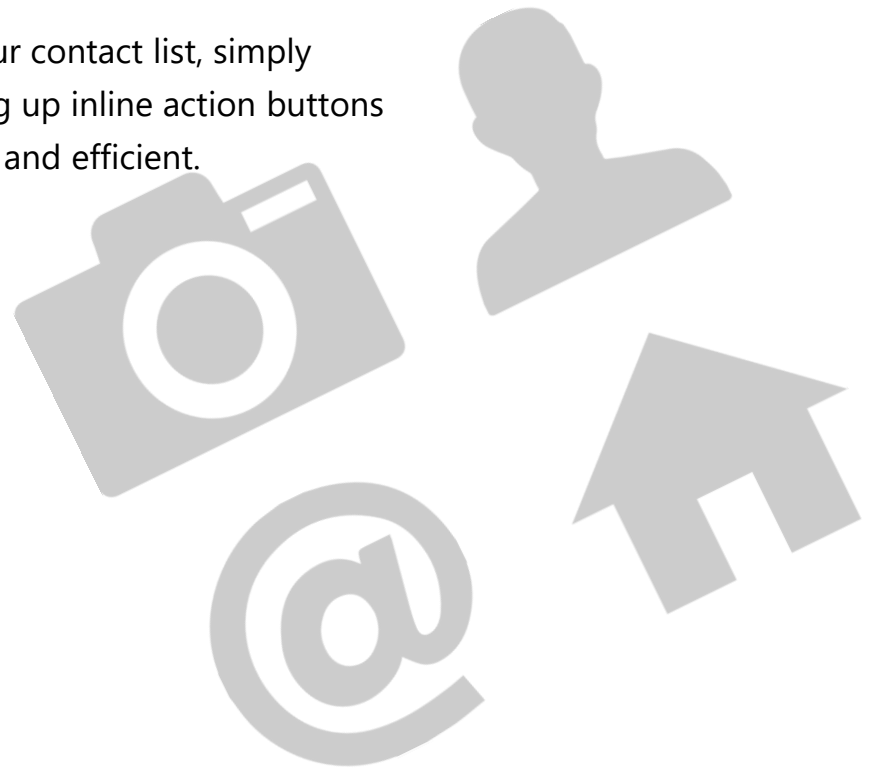 ur contact list, simply
g up inline action buttons
and efficient.